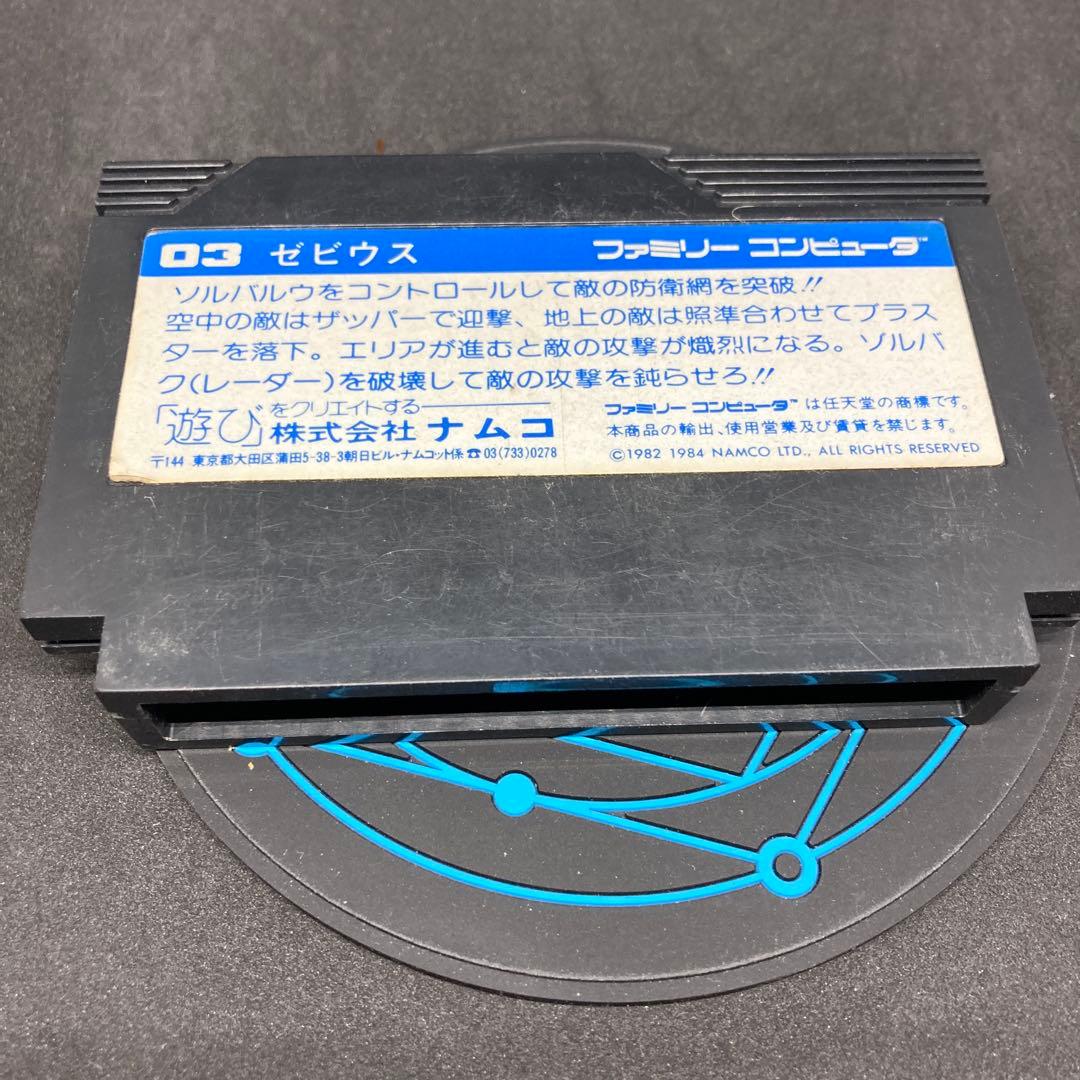 03 ゼビウス ファミリー コンピュータ™
ソルバルウをコントロールして敵の防衛網を突破!!
空中の敵はザッパーで迎撃、地上の敵は照準合わせてブラス
ターを落下。エリアが進むと敵の攻撃が熾烈になる。ゾルバ
ク(レーダー)を破壊して敵の攻撃を鈍らせろ!!
「遊び」をクリエイトする
株式会社 ナムコ
〒144 東京都大田区蒲田5-38-3朝日ビル・ナムコット係☎03(733)0278
ファミリー コンピュータ™は任天堂の商標です。
本商品の輸出、使用営業及び賃貸を禁じます。
©1982 1984 NAMCO LTD., ALL RIGHTS RESERVED